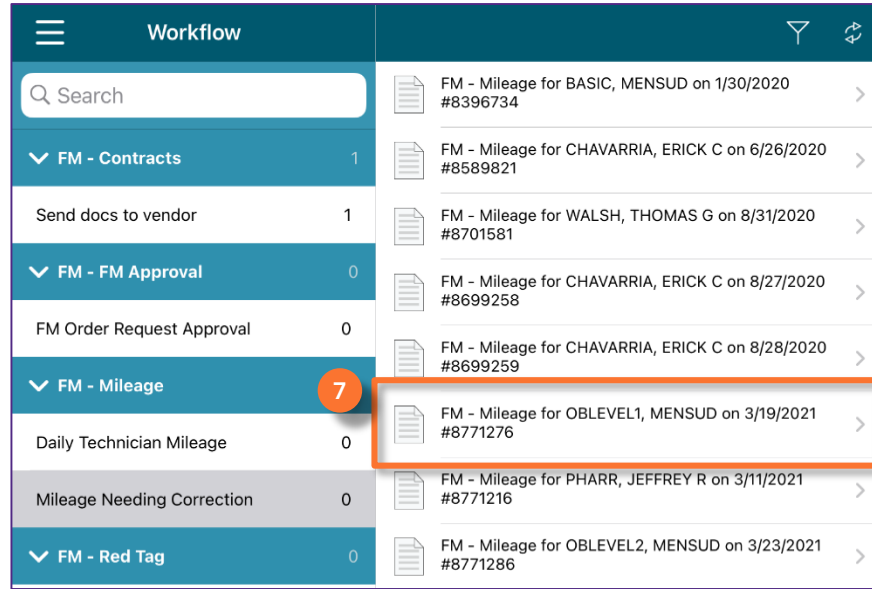 Workflow
Search
FM - Contracts 1
Send docs to vendor 1
FM - FM Approval 0
FM Order Request Approval 0
FM - Mileage
7
Daily Technician Mileage 0
Mileage Needing Correction 0
FM - Red Tag 0
FM - Mileage for BASIC, MENSUD on 1/30/2020
#8396734
FM - Mileage for CHAVARRIA, ERICK C on 6/26/2020
#8589821
FM - Mileage for WALSH, THOMAS G on 8/31/2020
#8701581
FM - Mileage for CHAVARRIA, ERICK C on 8/27/2020
#8699258
FM - Mileage for CHAVARRIA, ERICK C on 8/28/2020
#8699259
FM - Mileage for OBLEVEL1, MENSUD on 3/19/2021
#8771276
FM - Mileage for PHARR, JEFFREY R on 3/11/2021
#8771216
FM - Mileage for OBLEVEL2, MENSUD on 3/23/2021
#8771286